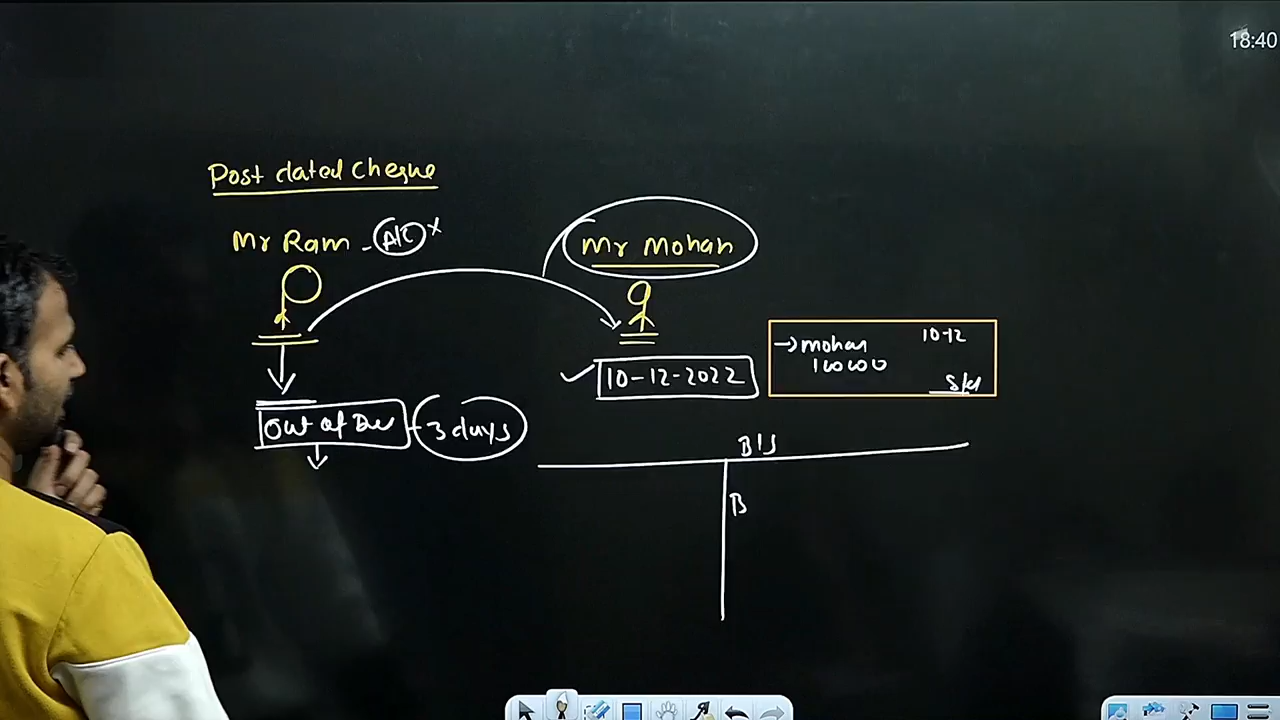 18:40
Post dated Cheque
Mr Ram - A/C x
Mr Mohan
mohan 10-12
100000
10-12-2022
Out of De 3 days
B/S
B